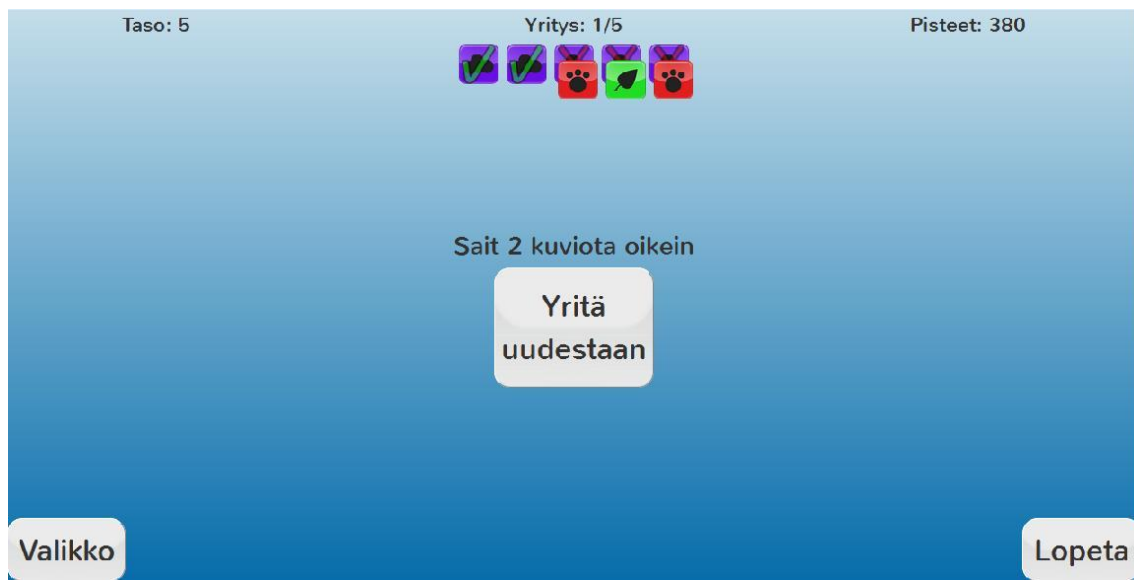 Taso: 5
Yritys: 1/5
Pisteet: 380
Sait 2 kuviota oikein
Yritä
uudestaan
Valikko
Lopeta